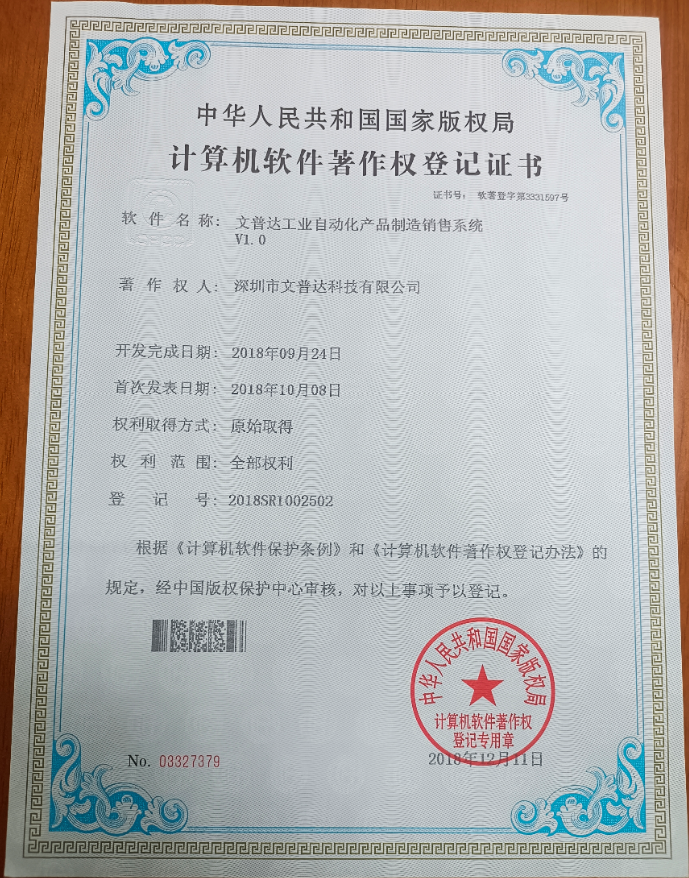 中华人民共和国国家版权局
计算机软件著作权登记证书
证书号： 软著登字第3331597号
软件名称： 文普达工业自动化产品制造销售系统
V1.0
著作权人： 深圳市文普达科技有限公司
开发完成日期： 2018年09月24日
首次发表日期： 2018年10月08日
权利取得方式： 原始取得
权利范围： 全部权利
登记号： 2018SR1002502
根据《计算机软件保护条例》和《计算机软件著作权登记办法》的
规定，经中国版权保护中心审核，对以上事项予以登记。
中华人民共和国国家版权局
计算机软件著作权
登记专用章
No. 03327379
2018年12月11日